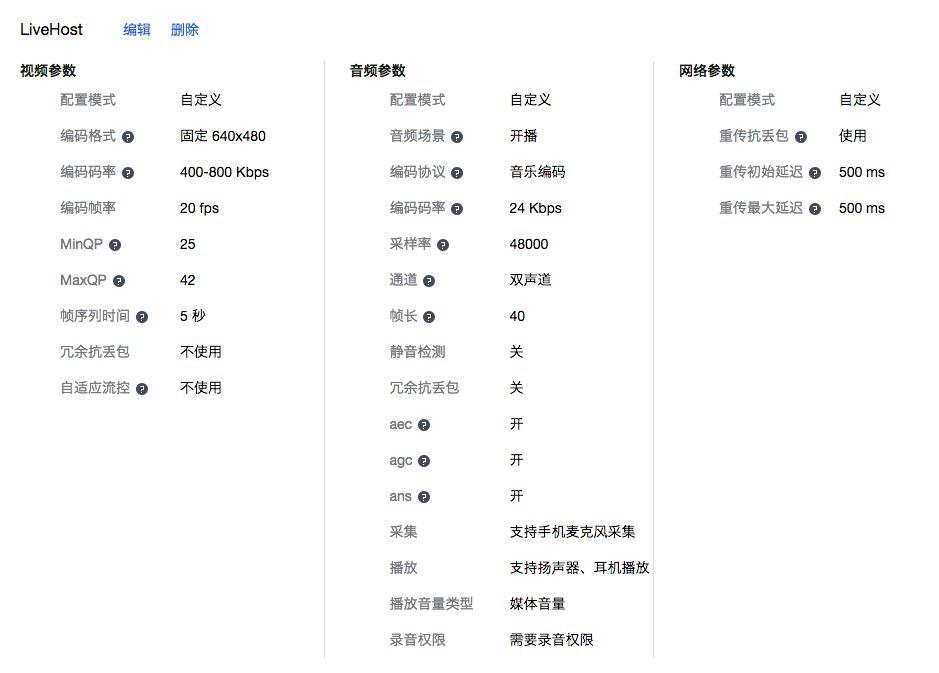 LiveHost 编辑 删除
视频参数
配置模式 自定义
编码格式 ? 固定 640x480
编码码率 ? 400-800 Kbps
编码帧率 20 fps
MinQP ? 25
MaxQP ? 42
帧序列时间 ? 5 秒
冗余抗丢包 不使用
自适应流控 ? 不使用
音频参数
配置模式 自定义
音频场景 ? 开播
编码协议 ? 音乐编码
编码码率 ? 24 Kbps
采样率 ? 48000
通道 ? 双声道
帧长 ? 40
静音检测 关
冗余抗丢包 关
aec ? 开
agc ? 开
ans ? 开
采集 支持手机麦克风采集
播放 支持扬声器、耳机播放
播放音量类型 媒体音量
录音权限 需要录音权限
网络参数
配置模式 自定义
重传抗丢包 ? 使用
重传初始延迟 ? 500 ms
重传最大延迟 ? 500 ms